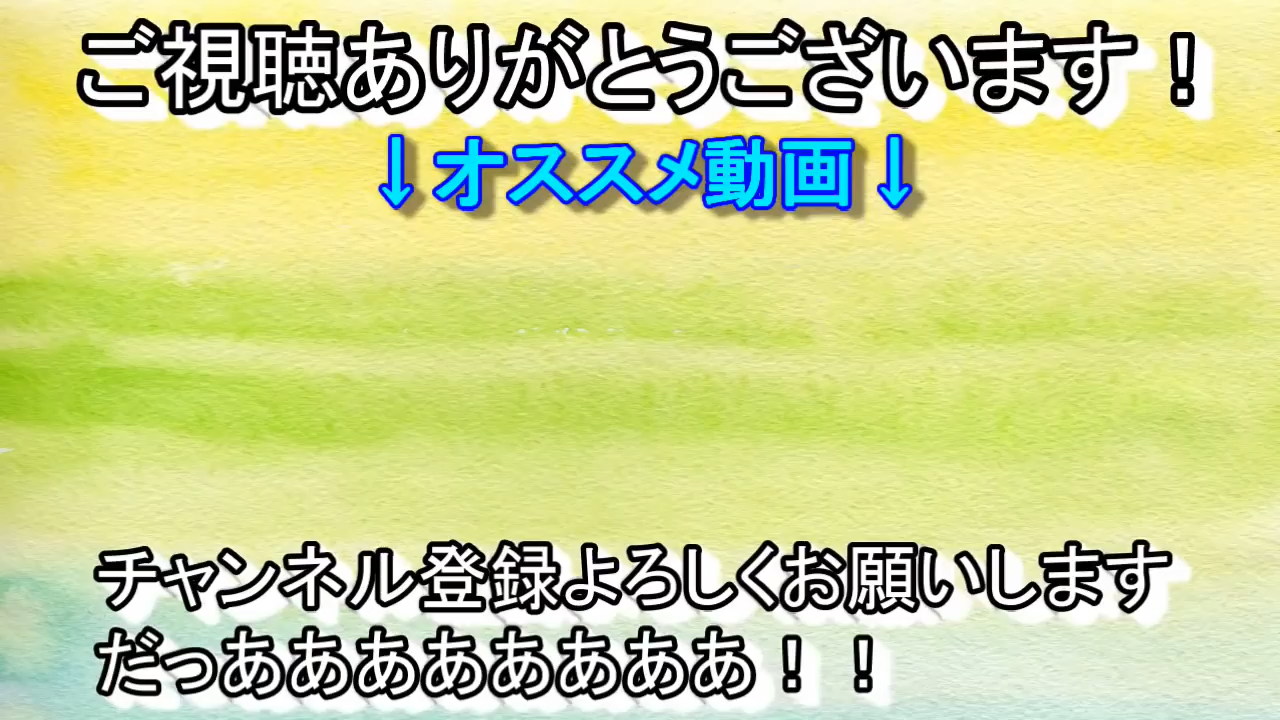 ご視聴ありがとうございます！
↓オススメ動画↓
チャンネル登録よろしくお願いします
だっああああああああ！！